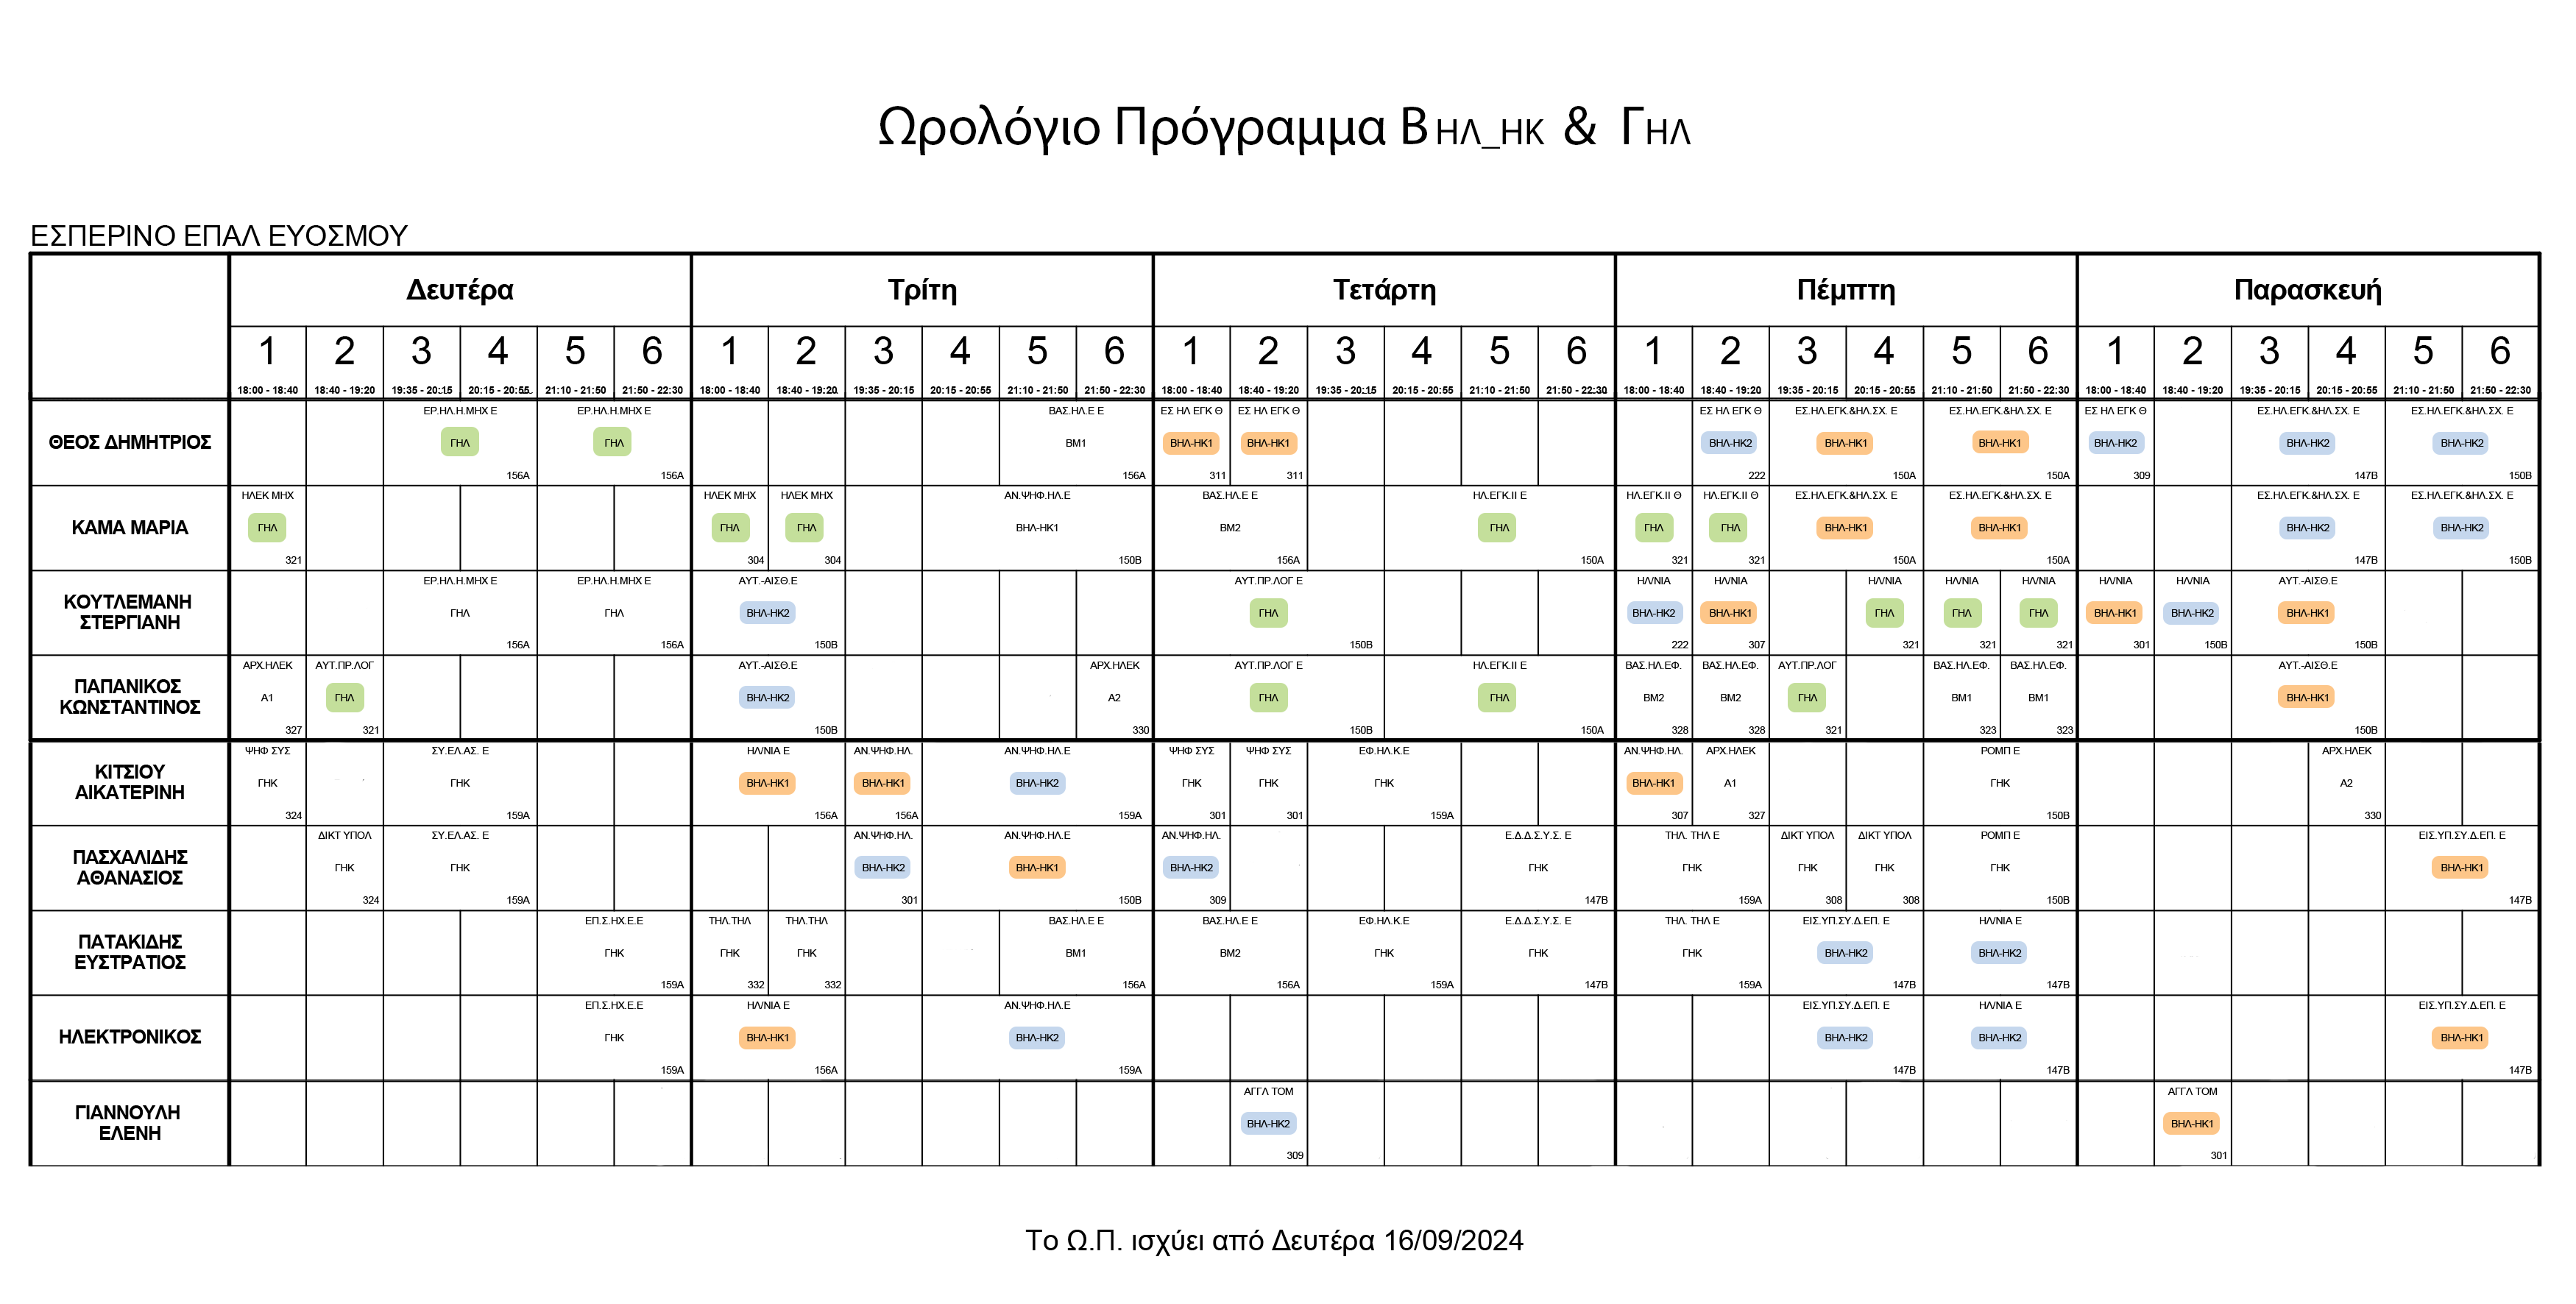 Ωρολόγιο Πρόγραμμα Β ΗΛ_ΗΚ & ΓΗΛ
ΕΣΠΕΡΙΝΟ ΕΠΑΛ ΕΥΟΣΜΟΥ
Δευτέρα Τρίτη Τετάρτη Πέμπτη Παρασκευή
1 2 3 4 5 6 1 2 3 4 5 6 1 2 3 4 5 6 1 2 3 4 5 6 1 2 3 4 5 6
18:00 - 18:40 18:40 - 19:20 19:35 - 20:15 20:15 - 20:55 21:10 - 21:50 21:50 - 22:30 18:00 - 18:40 18:40 - 19:20 19:35 - 20:15 20:15 - 20:55 21:10 - 21:50 21:50 - 22:30 18:00 - 18:40 18:40 - 19:20 19:35 - 20:15 20:15 - 20:55 21:10 - 21:50 21:50 - 22:30 18:00 - 18:40 18:40 - 19:20 19:35 - 20:15 20:15 - 20:55 21:10 - 21:50 21:50 - 22:30 18:00 - 18:40 18:40 - 19:20 19:35 - 20:15 20:15 - 20:55 21:10 - 21:50 21:50 - 22:30
ΕΡ.ΗΛ.Η.ΜΗΧ Ε ΕΡ.ΗΛ.Η.ΜΗΧ Ε ΒΑΣ.ΗΛ.Ε Ε ΕΣ ΗΛ ΕΓΚ Θ ΕΣ ΗΛ ΕΓΚ Θ ΕΣ ΗΛ ΕΓΚ Θ ΕΣ.ΗΛ.ΕΓΚ.&ΗΛ.ΣΧ. Ε ΕΣ.ΗΛ.ΕΓΚ.&ΗΛ.ΣΧ. Ε ΕΣ ΗΛ ΕΓΚ Θ ΕΣ.ΗΛ.ΕΓΚ.&ΗΛ.ΣΧ. Ε ΕΣ.ΗΛ.ΕΓΚ.&ΗΛ.ΣΧ. Ε
ΘΕΟΣ ΔΗΜΗΤΡΙΟΣ ΓΗΛ ΓΗΛ ΒΜ1 ΒΗΛ-ΗΚ1 ΒΗΛ-ΗΚ1 ΒΗΛ-ΗΚ2 ΒΗΛ-ΗΚ1 ΒΗΛ-ΗΚ1 ΒΗΛ-ΗΚ2 ΒΗΛ-ΗΚ2 ΒΗΛ-ΗΚ2
156Α 156Α 156Α 311 311 222 150Α 150Α 309 147Β 150Β
ΗΛΕΚ ΜΗΧ ΗΛΕΚ ΜΗΧ ΗΛΕΚ ΜΗΧ ΑΝ.ΨΗΦ.ΗΛ.Ε ΒΑΣ.ΗΛ.Ε Ε ΗΛ.ΕΓΚ.ΙΙ Ε ΗΛ.ΕΓΚ.ΙΙ Θ ΗΛ.ΕΓΚ.ΙΙ Θ ΕΣ.ΗΛ.ΕΓΚ.&ΗΛ.ΣΧ. Ε ΕΣ.ΗΛ.ΕΓΚ.&ΗΛ.ΣΧ. Ε ΕΣ.ΗΛ.ΕΓΚ.&ΗΛ.ΣΧ. Ε ΕΣ.ΗΛ.ΕΓΚ.&ΗΛ.ΣΧ. Ε
ΚΑΜΑ ΜΑΡΙΑ ΓΗΛ ΓΗΛ ΓΗΛ ΒΗΛ-ΗΚ1 ΒΜ2 ΓΗΛ ΓΗΛ ΓΗΛ ΒΗΛ-ΗΚ1 ΒΗΛ-ΗΚ1 ΒΗΛ-ΗΚ2 ΒΗΛ-ΗΚ2
321 304 304 150Β 156Α 150Α 321 321 150Α 150Α 147Β 150Β
ΕΡ.ΗΛ.Η.ΜΗΧ Ε ΕΡ.ΗΛ.Η.ΜΗΧ Ε ΑΥΤ.-ΑΙΣΘ.Ε ΑΥΤ.ΠΡ.ΛΟΓ Ε ΗΛ/ΝΙΑ ΗΛ/ΝΙΑ ΗΛ/ΝΙΑ ΗΛ/ΝΙΑ ΗΛ/ΝΙΑ ΗΛ/ΝΙΑ ΗΛ/ΝΙΑ ΑΥΤ.-ΑΙΣΘ.Ε
ΚΟΥΤΛΕΜΑΝΗ
ΣΤΕΡΓΙΑΝΗ ΓΗΛ ΓΗΛ ΒΗΛ-ΗΚ2 ΓΗΛ ΒΗΛ-ΗΚ2 ΒΗΛ-ΗΚ1 ΓΗΛ ΓΗΛ ΓΗΛ ΒΗΛ-ΗΚ1 ΒΗΛ-ΗΚ2 ΒΗΛ-ΗΚ1
156Α 156Α 150Β 150Β 222 307 321 321 321 301 150Β 150Β
ΑΡΧ.ΗΛΕΚ ΑΥΤ.ΠΡ.ΛΟΓ ΑΥΤ.-ΑΙΣΘ.Ε ΑΡΧ.ΗΛΕΚ ΑΥΤ.ΠΡ.ΛΟΓ Ε ΗΛ.ΕΓΚ.ΙΙ Ε ΒΑΣ.ΗΛ.ΕΦ. ΒΑΣ.ΗΛ.ΕΦ. ΑΥΤ.ΠΡ.ΛΟΓ ΒΑΣ.ΗΛ.ΕΦ. ΒΑΣ.ΗΛ.ΕΦ. ΑΥΤ.-ΑΙΣΘ.Ε
ΠΑΠΑΝΙΚΟΣ
ΚΩΝΣΤΑΝΤΙΝΟΣ Α1 ΓΗΛ ΒΗΛ-ΗΚ2 Α2 ΓΗΛ ΓΗΛ ΒΜ2 ΒΜ2 ΓΗΛ ΒΜ1 ΒΜ1 ΒΗΛ-ΗΚ1
327 321 150Β 330 150Β 150Α 328 328 321 323 323 150Β
ΨΗΦ ΣΥΣ ΣΥ.ΕΛ.ΑΣ. Ε ΗΛ/ΝΙΑ Ε ΑΝ.ΨΗΦ.ΗΛ. ΑΝ.ΨΗΦ.ΗΛ.Ε ΨΗΦ ΣΥΣ ΨΗΦ ΣΥΣ ΕΦ.ΗΛ.Κ.Ε ΑΝ.ΨΗΦ.ΗΛ. ΑΡΧ.ΗΛΕΚ ΡΟΜΠ Ε ΑΡΧ.ΗΛΕΚ
ΚΙΤΣΙΟΥ
ΑΙΚΑΤΕΡΙΝΗ ΓΗΚ ΓΗΚ ΒΗΛ-ΗΚ1 ΒΗΛ-ΗΚ1 ΒΗΛ-ΗΚ2 ΓΗΚ ΓΗΚ ΓΗΚ ΒΗΛ-ΗΚ1 Α1 ΓΗΚ Α2
324 159Α 156Α 156Α 159Α 301 301 159Α 307 327 150Β 330
ΔΙΚΤ ΥΠΟΛ ΣΥ.ΕΛ.ΑΣ. Ε ΑΝ.ΨΗΦ.ΗΛ. ΑΝ.ΨΗΦ.ΗΛ.Ε ΑΝ.ΨΗΦ.ΗΛ. Ε.Δ.Δ.Σ.Υ.Σ. Ε ΤΗΛ. ΤΗΛ Ε ΔΙΚΤ ΥΠΟΛ ΔΙΚΤ ΥΠΟΛ ΡΟΜΠ Ε ΕΙΣ.ΥΠ.ΣΥ.Δ.ΕΠ. Ε
ΠΑΣΧΑΛΙΔΗΣ
ΑΘΑΝΑΣΙΟΣ ΓΗΚ ΓΗΚ ΒΗΛ-ΗΚ2 ΒΗΛ-ΗΚ1 ΒΗΛ-ΗΚ2 ΓΗΚ ΓΗΚ ΓΗΚ ΓΗΚ ΓΗΚ ΒΗΛ-ΗΚ1
324 159Α 301 150Β 309 147Β 159Α 308 308 150Β 147Β
ΕΠ.Σ.ΗΧ.Ε.Ε ΤΗΛ.ΤΗΛ ΤΗΛ.ΤΗΛ ΒΑΣ.ΗΛ.Ε Ε ΒΑΣ.ΗΛ.Ε Ε ΕΦ.ΗΛ.Κ.Ε Ε.Δ.Δ.Σ.Υ.Σ. Ε ΤΗΛ. ΤΗΛ Ε ΕΙΣ.ΥΠ.ΣΥ.Δ.ΕΠ. Ε ΗΛ/ΝΙΑ Ε
ΠΑΤΑΚΙΔΗΣ
ΕΥΣΤΡΑΤΙΟΣ ΓΗΚ ΓΗΚ ΓΗΚ ΒΜ1 ΒΜ2 ΓΗΚ ΓΗΚ ΓΗΚ ΒΗΛ-ΗΚ2 ΒΗΛ-ΗΚ2
159Α 332 332 156Α 156Α 159Α 147Β 159Α 147Β 147Β
ΕΠ.Σ.ΗΧ.Ε.Ε ΗΛ/ΝΙΑ Ε ΑΝ.ΨΗΦ.ΗΛ.Ε ΕΙΣ.ΥΠ.ΣΥ.Δ.ΕΠ. Ε ΗΛ/ΝΙΑ Ε ΕΙΣ.ΥΠ.ΣΥ.Δ.ΕΠ. Ε
ΗΛΕΚΤΡΟΝΙΚΟΣ ΓΗΚ ΒΗΛ-ΗΚ1 ΒΗΛ-ΗΚ2 ΒΗΛ-ΗΚ2 ΒΗΛ-ΗΚ2 ΒΗΛ-ΗΚ1
159Α 156Α 159Α 147Β 147Β 147Β
ΑΓΓΛ ΤΟΜ ΑΓΓΛ ΤΟΜ
ΓΙΑΝΝΟΥΛΗ
ΕΛΕΝΗ ΒΗΛ-ΗΚ2 ΒΗΛ-ΗΚ1
309 301
Το Ω.Π. ισχύει από Δευτέρα 16/09/2024